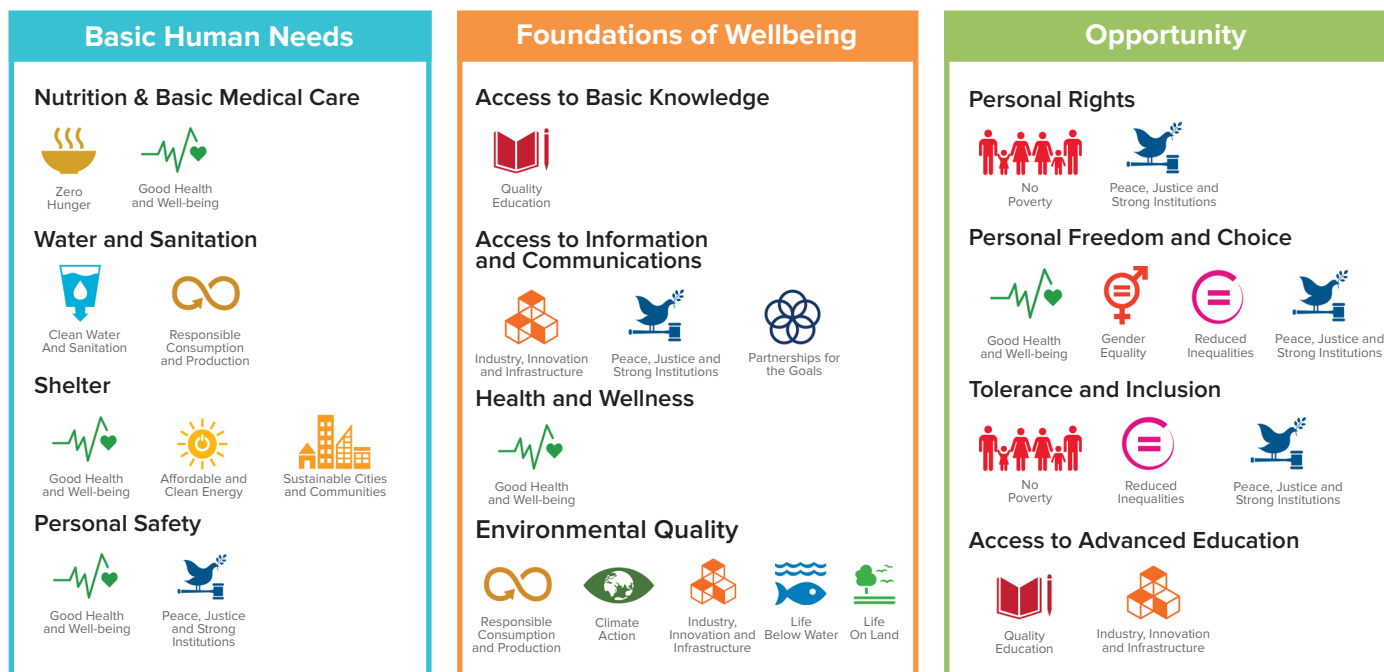 Basic Human Needs
Nutrition & Basic Medical Care
Zero
Hunger
Good Health
and Well-being
Water and Sanitation
Clean Water
And Sanitation
Responsible
Consumption
and Production
Shelter
Good Health
and Well-being
Affordable and
Clean Energy
Sustainable Cities
and Communities
Personal Safety
Good Health
and Well-being
Peace, Justice
and Strong
Institutions
Foundations of Wellbeing
Access to Basic Knowledge
Quality
Education
Access to Information
and Communications
Industry, Innovation
and Infrastructure
Peace, Justice and
Strong Institutions
Partnerships for
the Goals
Health and Wellness
Good Health
and Well-being
Environmental Quality
Responsible
Consumption
and Production
Climate
Action
Industry,
Innovation and
Infrastructure
Life
Below Water
Life
On Land
Opportunity
Personal Rights
No
Poverty
Peace, Justice and
Strong Institutions
Personal Freedom and Choice
Good Health
and Well-being
Gender
Equality
Reduced
Inequalities
Peace, Justice and
Strong Institutions
Tolerance and Inclusion
No
Poverty
Reduced
Inequalities
Peace, Justice and
Strong Institutions
Access to Advanced Education
Quality
Education
Industry, Innovation
and Infrastructure